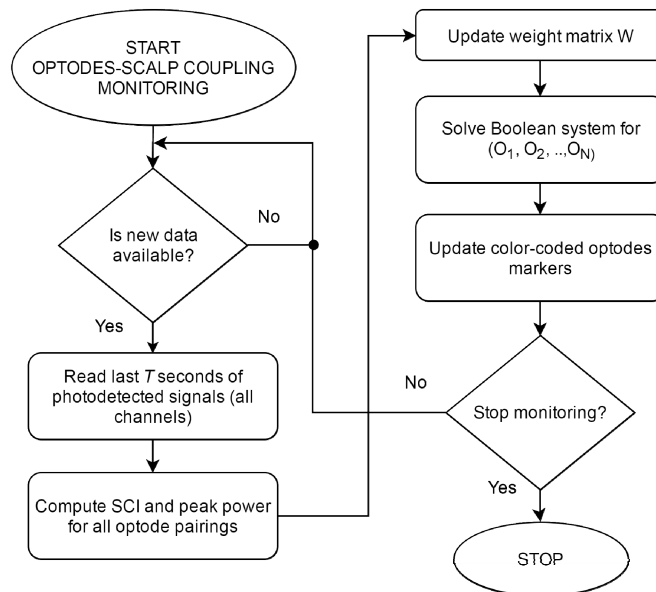 START
OPTODES-SCALP COUPLING
MONITORING
Is new data
available?
No
Yes
Read last T seconds of
photodetected signals (all
channels)
Compute SCI and peak power
for all optode pairings
Update weight matrix W
Solve Boolean system for
(O1, O2, ..,ON)
Update color-coded optodes
markers
Stop monitoring?
No
Yes
STOP